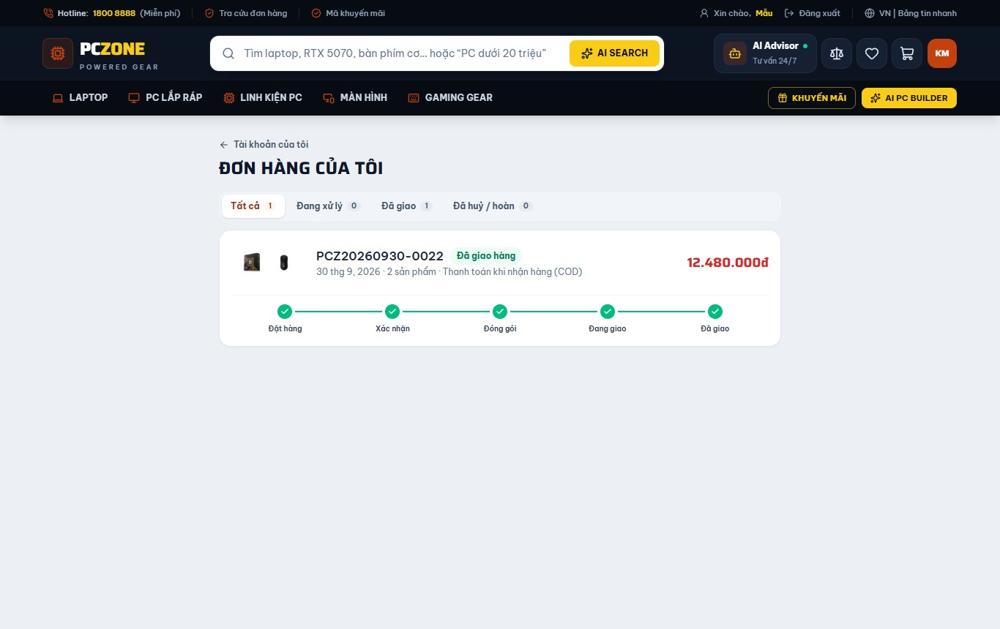 Hotline: 1800 8888 (Miễn phí) Tra cứu đơn hàng Mã khuyến mãi Xin chào, Mẫu Đăng xuất VN | Bảng tin nhanh
PCZONE
POWERED GEAR
Tìm laptop, RTX 5070, bàn phím cơ... hoặc “PC dưới 20 triệu”
AI SEARCH
AI Advisor
Tư vấn 24/7
KM
LAPTOP PC LẮP RÁP LINH KIỆN PC MÀN HÌNH GAMING GEAR KHUYẾN MÃI AI PC BUILDER
Tài khoản của tôi
ĐƠN HÀNG CỦA TÔI
Tất cả 1 Đang xử lý 0 Đã giao 1 Đã huỷ / hoàn 0
PCZ20260930-0022 Đã giao hàng
30 thg 9, 2026 · 2 sản phẩm · Thanh toán khi nhận hàng (COD)
12.480.000đ
Đặt hàng Xác nhận Đóng gói Đang giao Đã giao